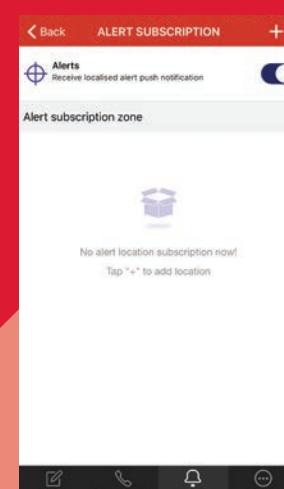 Back ALERT SUBSCRIPTION +
Alerts
Receive localised alert push notification
Alert subscription zone
No alert location subscription now!
Tap "+" to add location